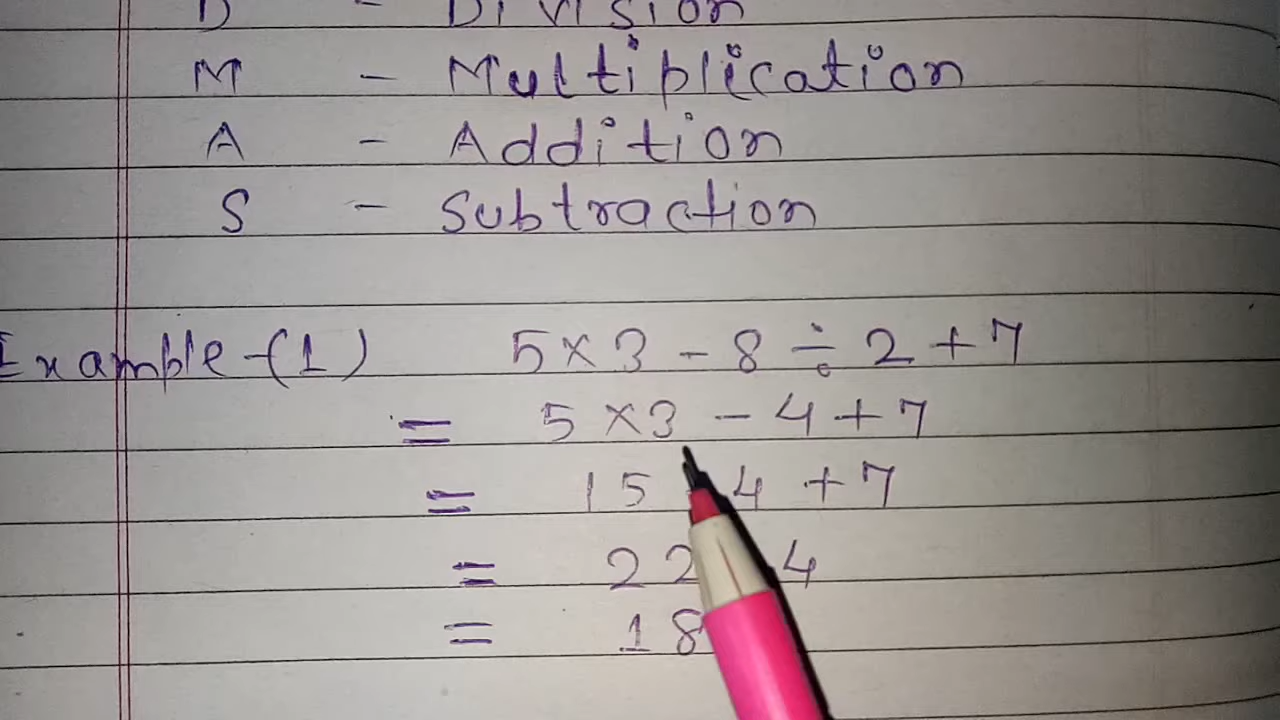 D - Division
M - Multiplication
A - Addition
S - Subtraction
Example-(1) 5×3-8÷2+7
= 5×3-4+7
= 15 4+7
= 22 4
= 18